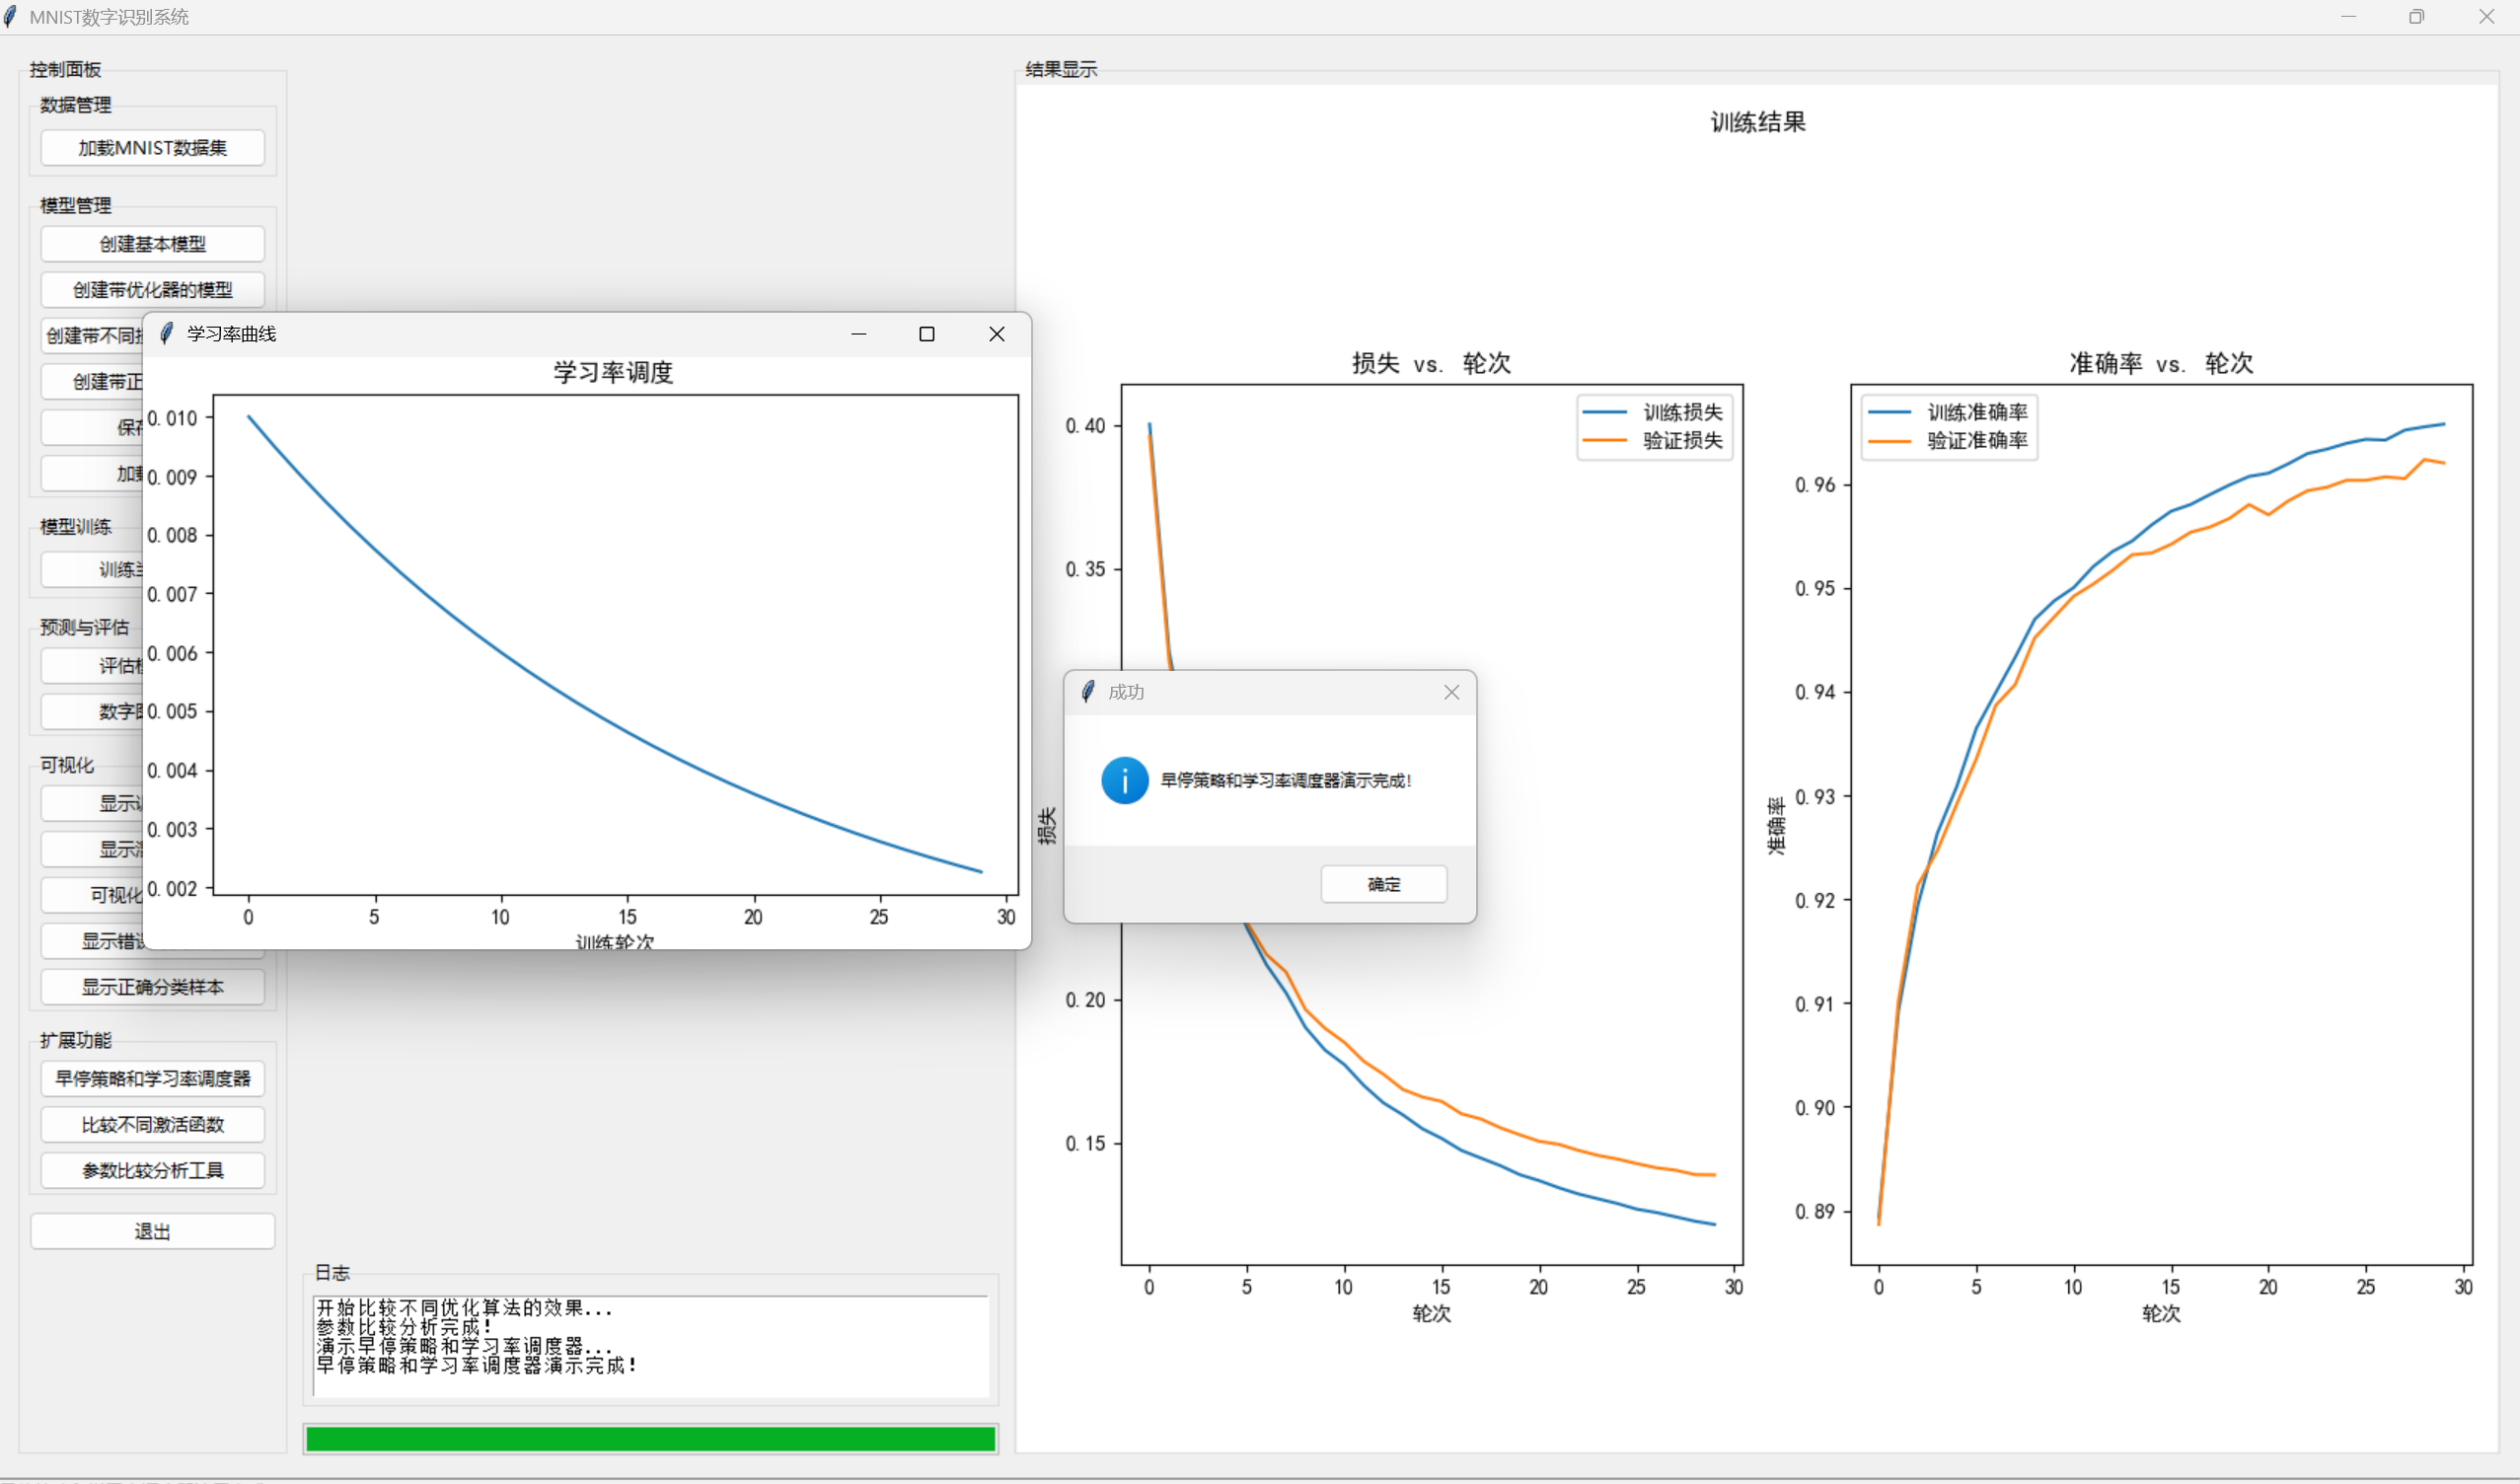 MNIST数字识别系统
控制面板
数据管理
加载MNIST数据集
模型管理
创建基本模型
创建带优化器的模型
创建带不同
创建带正
保存
加载
模型训练
训练
预测与评估
评估
数字
可视化
显示
显示
可视化
显示错误
显示正确分类样本
扩展功能
早停策略和学习率调度器
比较不同激活函数
参数比较分析工具
退出
学习率曲线
学习率调度
0.010
0.009
0.008
0.007
0.006
0.005
0.004
0.003
0.002
0 5 10 15 20 25 30
训练轮次
日志
开始比较不同优化算法的效果...
参数比较分析完成!
演示早停策略和学习率调度器...
早停策略和学习率调度器演示完成!
结果显示
训练结果
损失 vs. 轮次
训练损失
验证损失
0.40
0.35
0.20
0.15
损失
0 5 10 15 20 25 30
轮次
成功
早停策略和学习率调度器演示完成!
确定
准确率 vs. 轮次
训练准确率
验证准确率
0.96
0.95
0.94
0.93
0.92
0.91
0.90
0.89
准确率
0 5 10 15 20 25 30
轮次